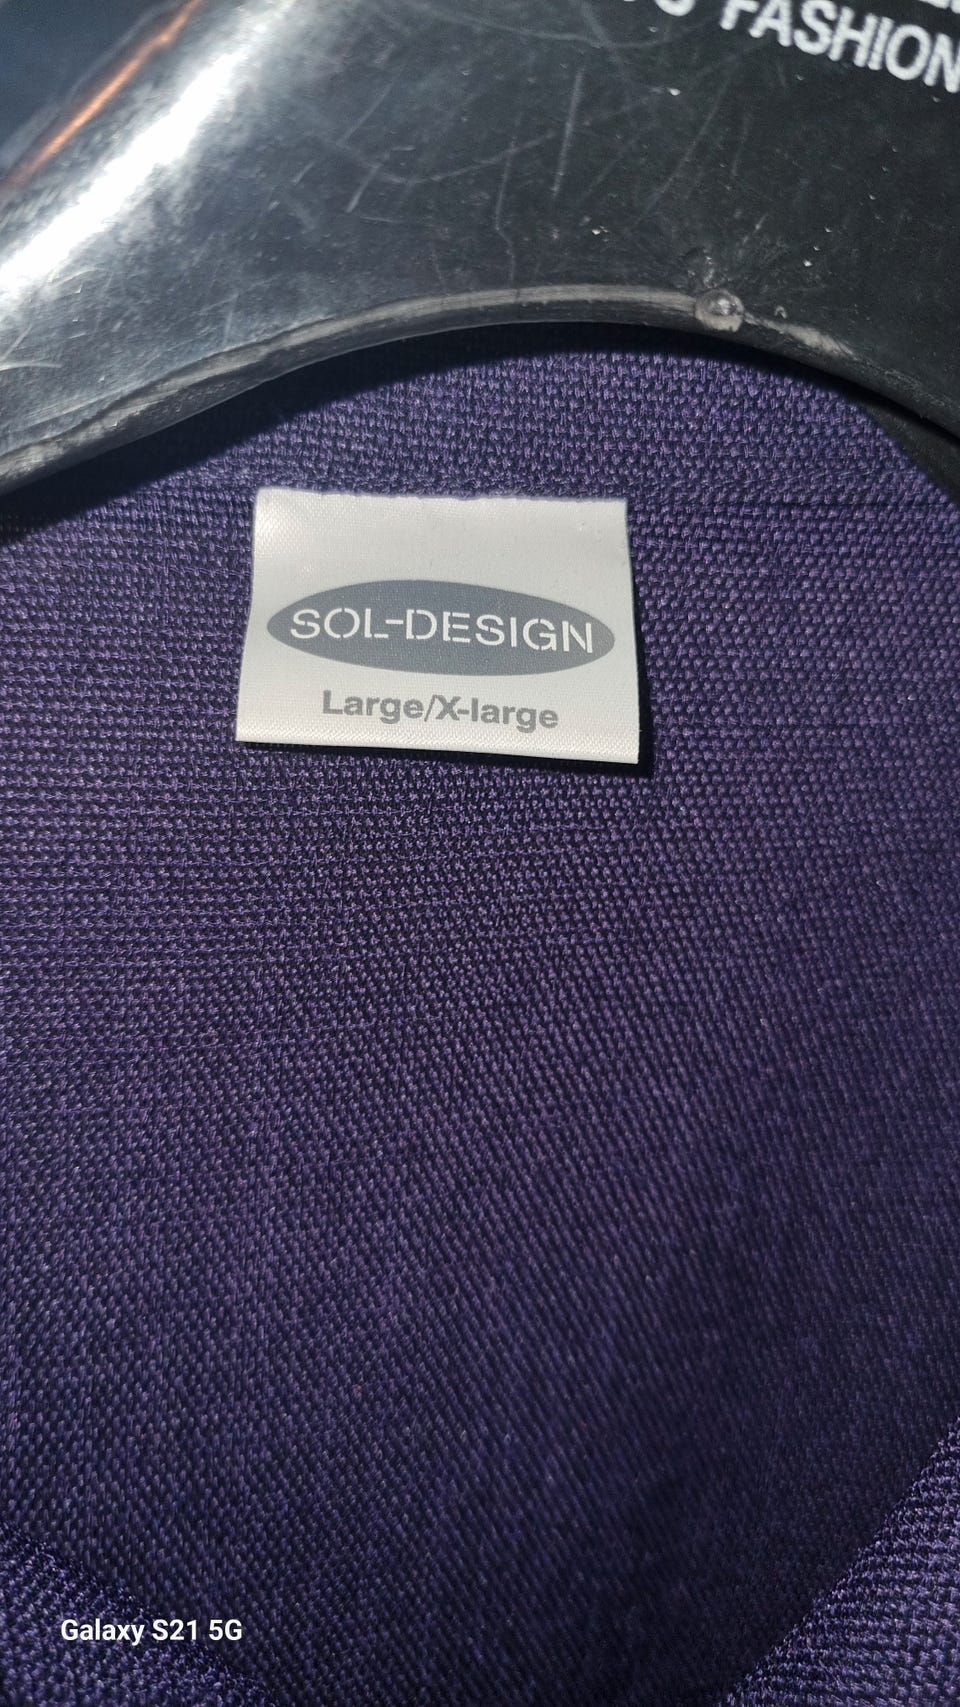 FASHION
SOL-DESIGN
Large/X-large
Galaxy S21 5G